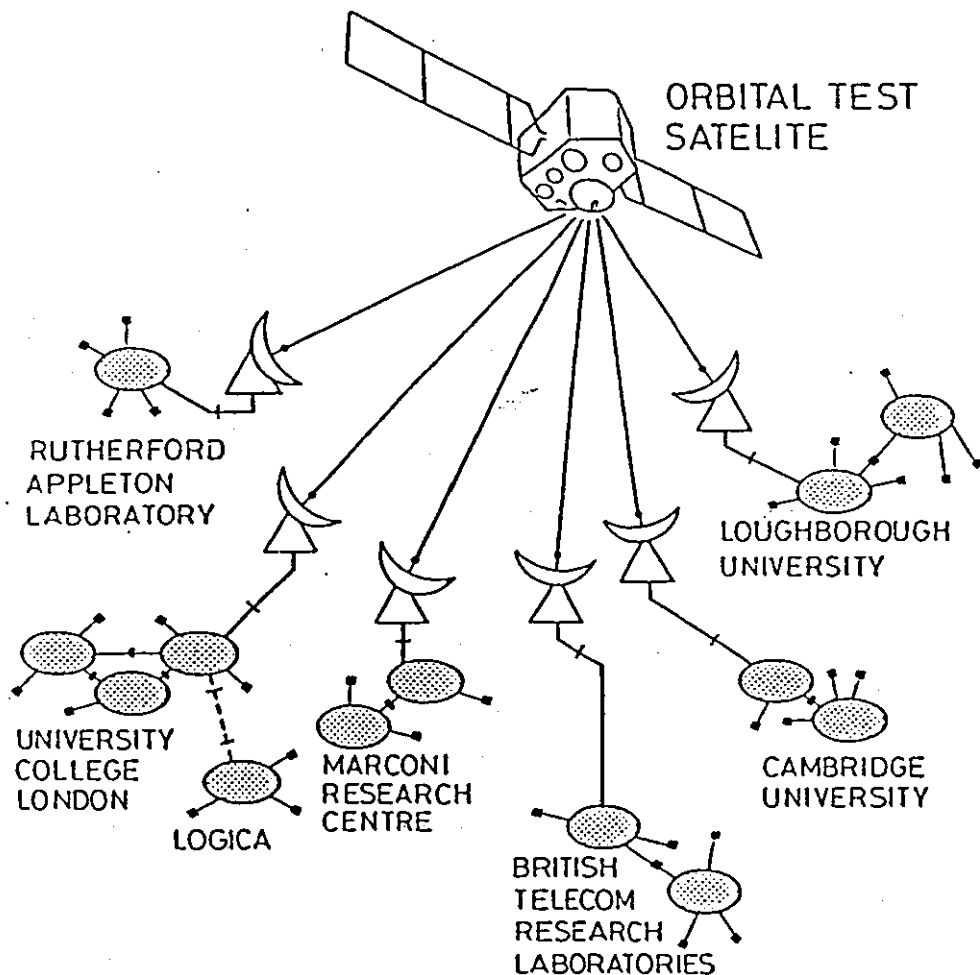 ORBITAL TEST
SATELITE
RUTHERFORD
APPLETON
LABORATORY
LOUGHBOROUGH
UNIVERSITY
UNIVERSITY
COLLEGE
LONDON
LOGICA
MARCONI
RESEARCH
CENTRE
CAMBRIDGE
UNIVERSITY
BRITISH
TELECOM
RESEARCH
LABORATORIES